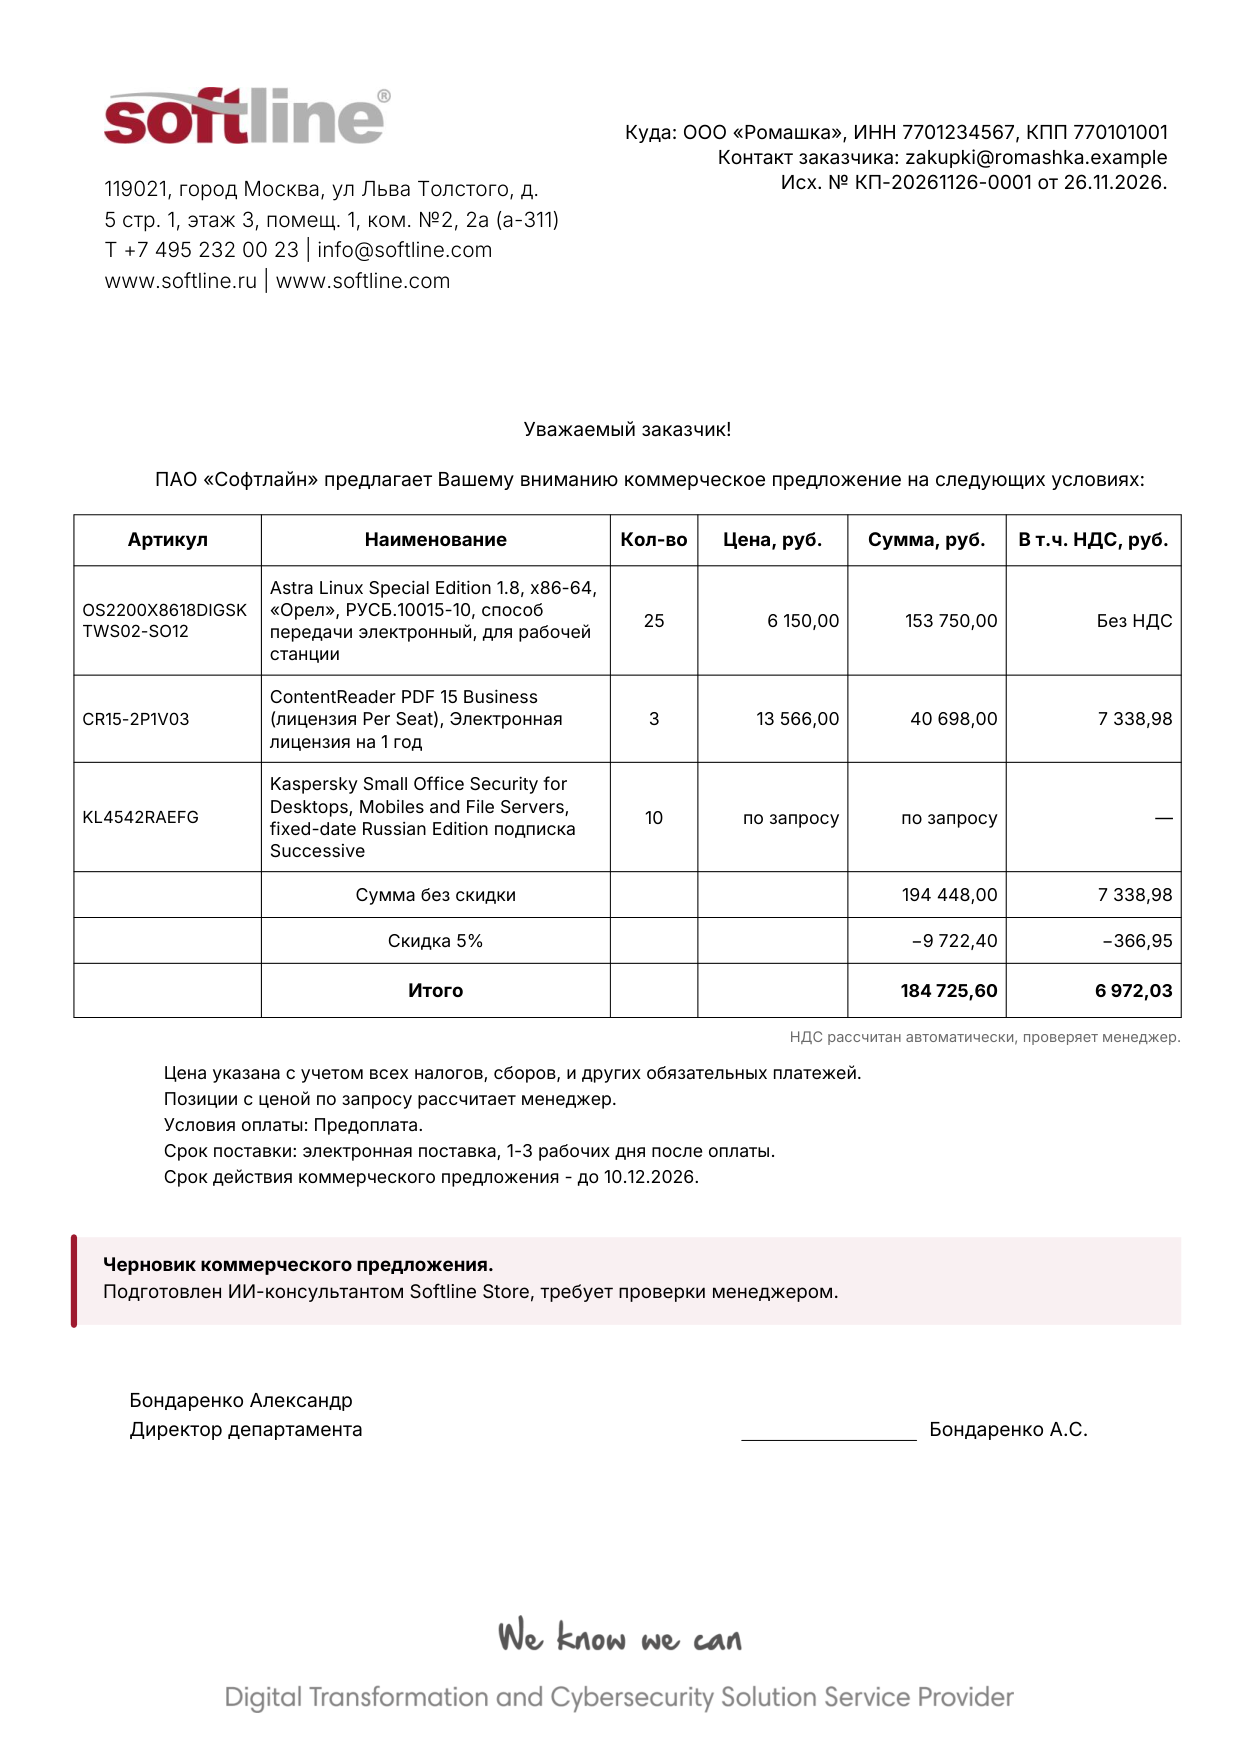 softline®
Куда: ООО «Ромашка», ИНН 7701234567, КПП 770101001
Контакт заказчика: zakupki@romashka.example
Исх. № КП-20261126-0001 от 26.11.2026.
119021, город Москва, ул Льва Толстого, д.
5 стр. 1, этаж 3, помещ. 1, ком. №2, 2а (а-311)
T +7 495 232 00 23 | info@softline.com
www.softline.ru | www.softline.com
Уважаемый заказчик!
ПАО «Софтлайн» предлагает Вашему вниманию коммерческое предложение на следующих условиях:
Артикул Наименование Кол-во Цена, руб. Сумма, руб. В т.ч. НДС, руб.
OS2200X8618DIGSK
TWS02-SO12
Astra Linux Special Edition 1.8, x86-64,
«Орел», РУСБ.10015-10, способ
передачи электронный, для рабочей
станции
25 6 150,00 153 750,00 Без НДС
CR15-2P1V03
ContentReader PDF 15 Business
(лицензия Per Seat), Электронная
лицензия на 1 год
3 13 566,00 40 698,00 7 338,98
KL4542RAEFG
Kaspersky Small Office Security for
Desktops, Mobiles and File Servers,
fixed-date Russian Edition подписка
Successive
10 по запросу по запросу —
Сумма без скидки 194 448,00 7 338,98
Скидка 5% −9 722,40 −366,95
Итого 184 725,60 6 972,03
НДС рассчитан автоматически, проверяет менеджер.
Цена указана с учетом всех налогов, сборов, и других обязательных платежей.
Позиции с ценой по запросу рассчитает менеджер.
Условия оплаты: Предоплата.
Срок поставки: электронная поставка, 1-3 рабочих дня после оплаты.
Срок действия коммерческого предложения - до 10.12.2026.
Черновик коммерческого предложения.
Подготовлен ИИ-консультантом Softline Store, требует проверки менеджером.
Бондаренко Александр
Директор департамента Бондаренко А.С.
We know we can
Digital Transformation and Cybersecurity Solution Service Provider